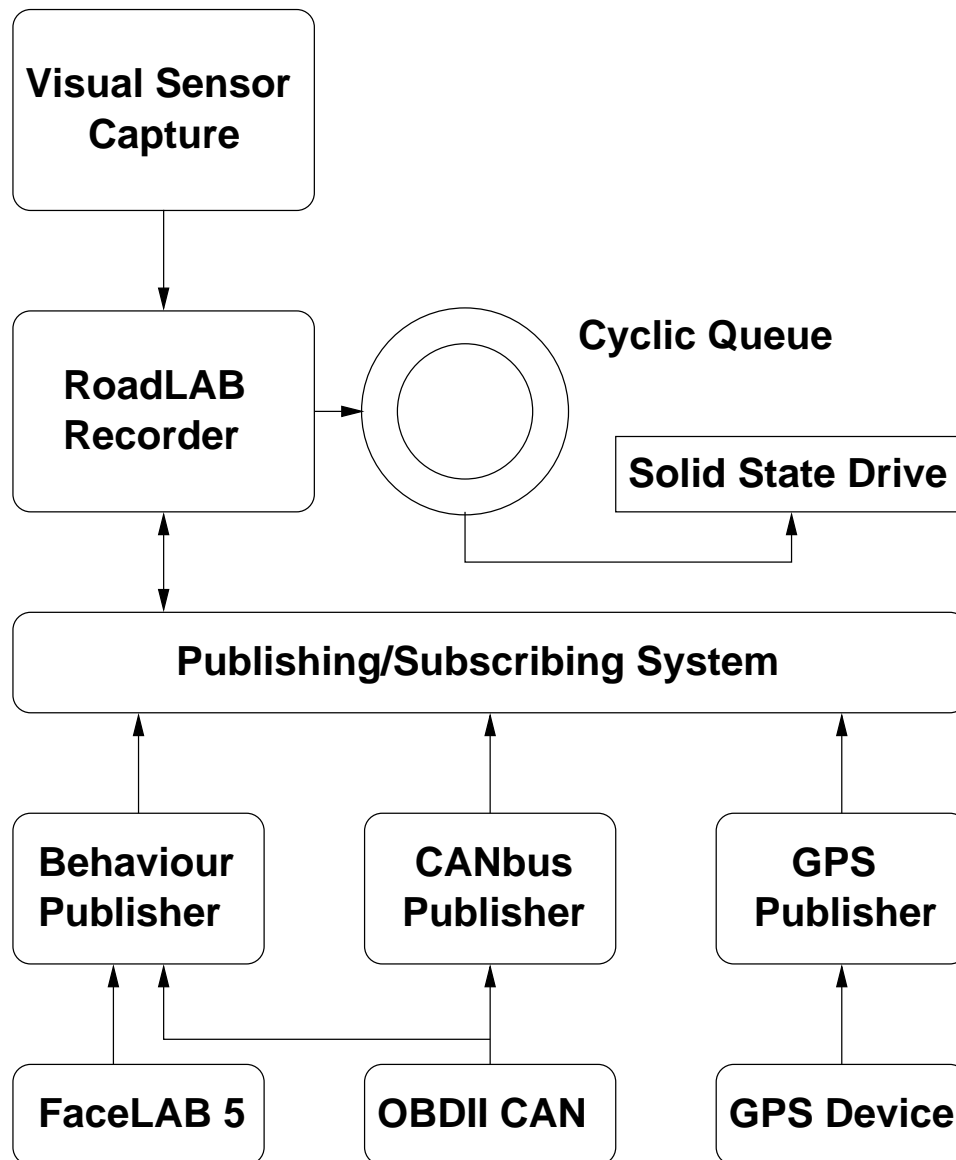 Visual Sensor
Capture
RoadLAB
Recorder
Cyclic Queue
Solid State Drive
Publishing/Subscribing System
Behaviour
Publisher
CANbus
Publisher
GPS
Publisher
FaceLAB 5
OBDII CAN
GPS Device